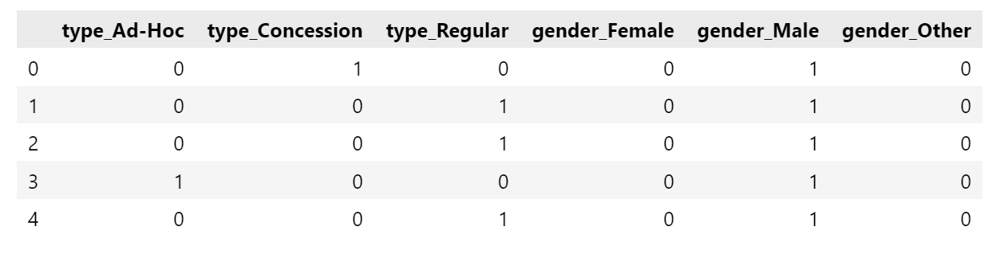 type_Ad-Hoc type_Concession type_Regular gender_Female gender_Male gender_Other
0 0 1 0 0 1 0
1 0 0 1 0 1 0
2 0 0 1 0 1 0
3 1 0 0 0 1 0
4 0 0 1 0 1 0